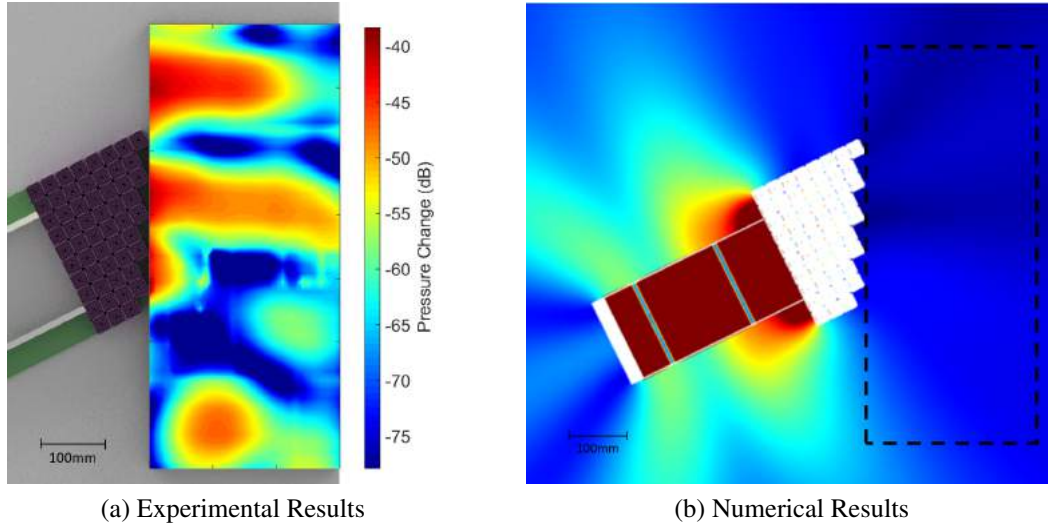 -40
-45
-50
-55
-60
-65
-70
-75
Pressure Change (dB)
100mm
100mm
(a) Experimental Results
(b) Numerical Results